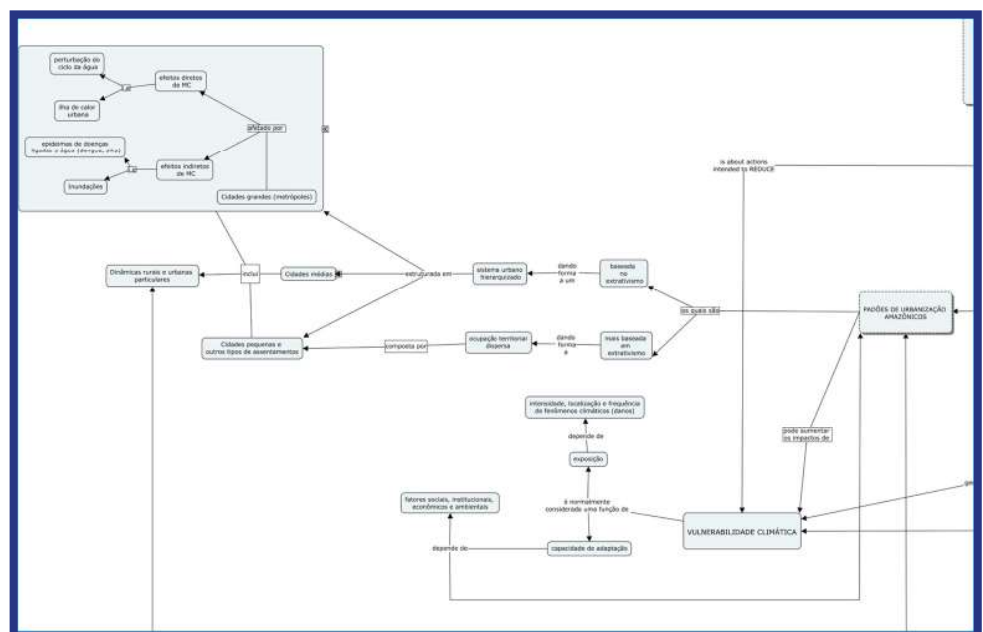 perturbação do
ciclo da água
efeitos diretos
de MC
ilha de calor
urbana
afetado por
epidemias de doenças
efeitos indiretos
de MC
Inundações
Cidades grandes (metrópoles)
is about actions
intended to REDUCE
Dinâmicas rurais e urbanas
particulares
inclui
Cidades médias
estruturada em
sistema urbano
hierarquizado
dando
forma
a um
baseada
no
extrativismo
os quais são
PADÕES DE URBANIZAÇÃO
AMAZÔNICOS
Cidades pequenas e
outros tipos de assentamentos
composta por
ocupação territorial
dispersa
dando
forma
a
mais baseada
em
extrativismo
intensidade, localização e frequência
de fenômenos climáticos (danos)
depende de
exposição
pode aumentar
os impactos de
fatores sociais, institucionais,
econômicos e ambientais
é normalmente
considerada uma função de
VULNERABILIDADE CLIMÁTICA
depende de
capacidade de adaptação